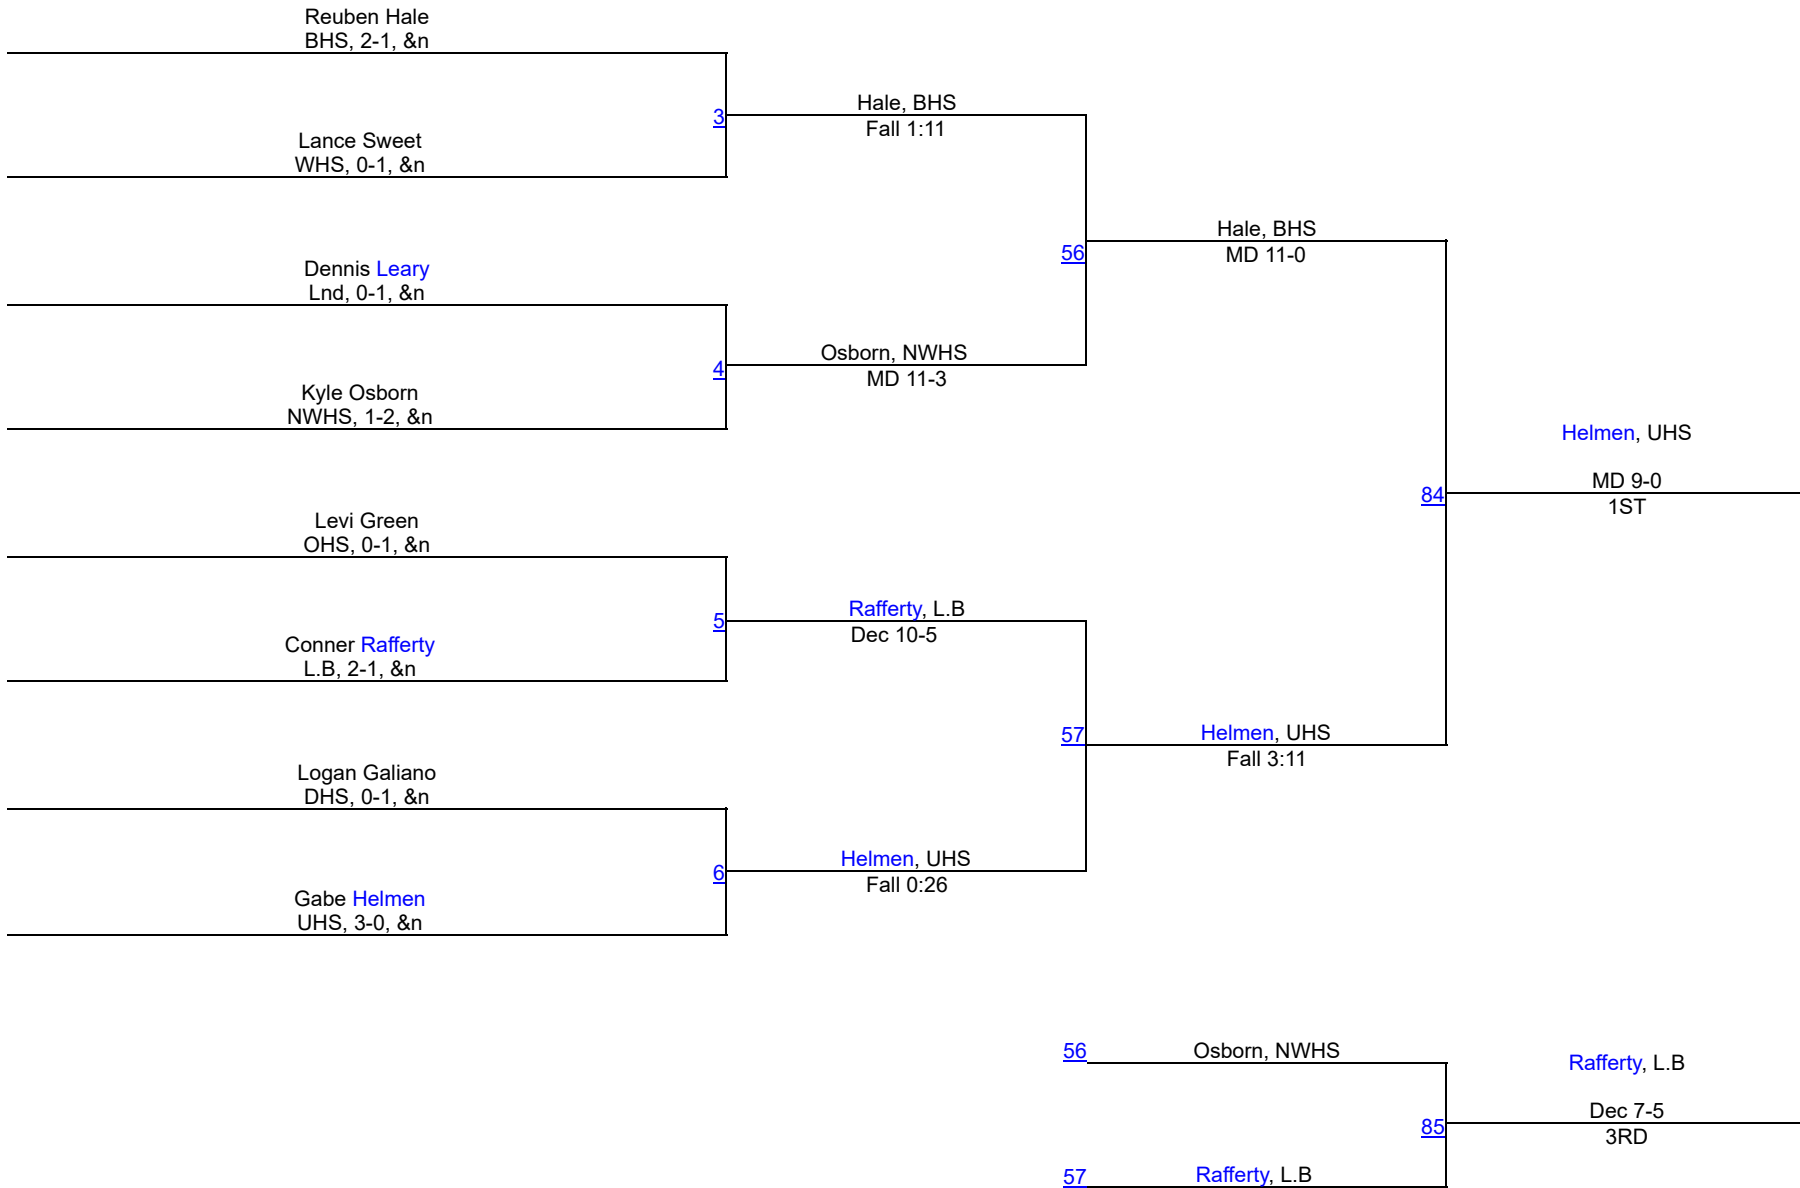 Reuben Hale
BHS, 2-1, &n
3
Hale, BHS
Fall 1:11
Lance Sweet
WHS, 0-1, &n
Hale, BHS
56
MD 11-0
Dennis Leary
Lnd, 0-1, &n
4
Osborn, NWHS
MD 11-3
Kyle Osborn
NWHS, 1-2, &n
Helmen, UHS
84
MD 9-0
1ST
Levi Green
OHS, 0-1, &n
5
Rafferty, L.B
Dec 10-5
Conner Rafferty
L.B, 2-1, &n
57
Helmen, UHS
Fall 3:11
Logan Galiano
DHS, 0-1, &n
6
Helmen, UHS
Fall 0:26
Gabe Helmen
UHS, 3-0, &n
56
Osborn, NWHS
Rafferty, L.B
85
Dec 7-5
3RD
57
Rafferty, L.B